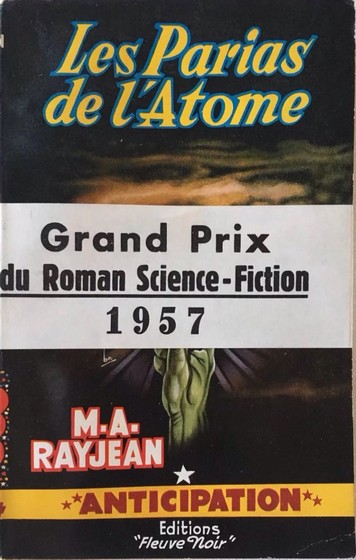 Les Parias
de l'Atome
Grand Prix
du Roman Science-Fiction
1957
M.-A.
RAYJEAN
ANTICIPATION
Editions
"Fleuve Noir"